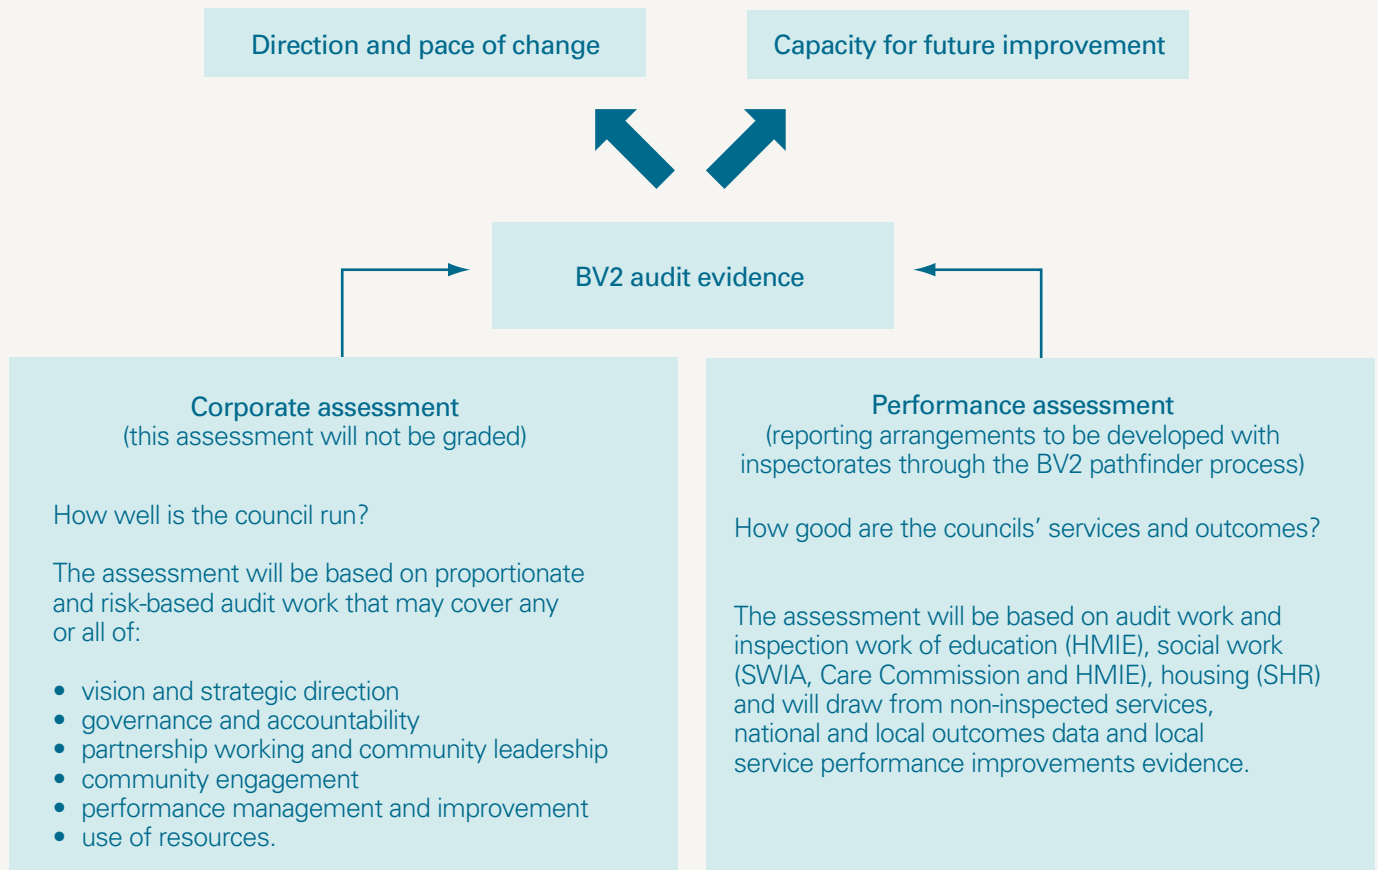 Direction and pace of change
Capacity for future improvement
BV2 audit evidence
Corporate assessment
(this assessment will not be graded)
How well is the council run?
The assessment will be based on proportionate
and risk-based audit work that may cover any
or all of:
• vision and strategic direction
• governance and accountability
• partnership working and community leadership
• community engagement
• performance management and improvement
• use of resources.
Performance assessment
(reporting arrangements to be developed with
inspectorates through the BV2 pathfinder process)
How good are the councils’ services and outcomes?
The assessment will be based on audit work and
inspection work of education (HMIE), social work
(SWIA, Care Commission and HMIE), housing (SHR)
and will draw from non-inspected services,
national and local outcomes data and local
service performance improvements evidence.